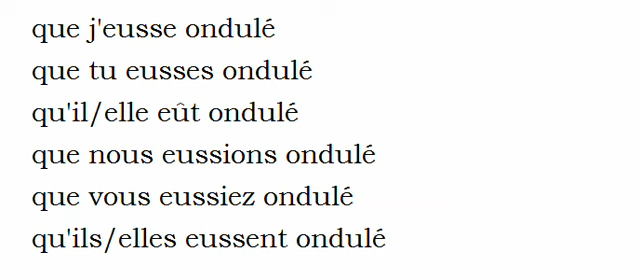 que j'eusse ondulé
que tu eusses ondulé
qu'il/elle eût ondulé
que nous eussions ondulé
que vous eussiez ondulé
qu'ils/elles eussent ondulé